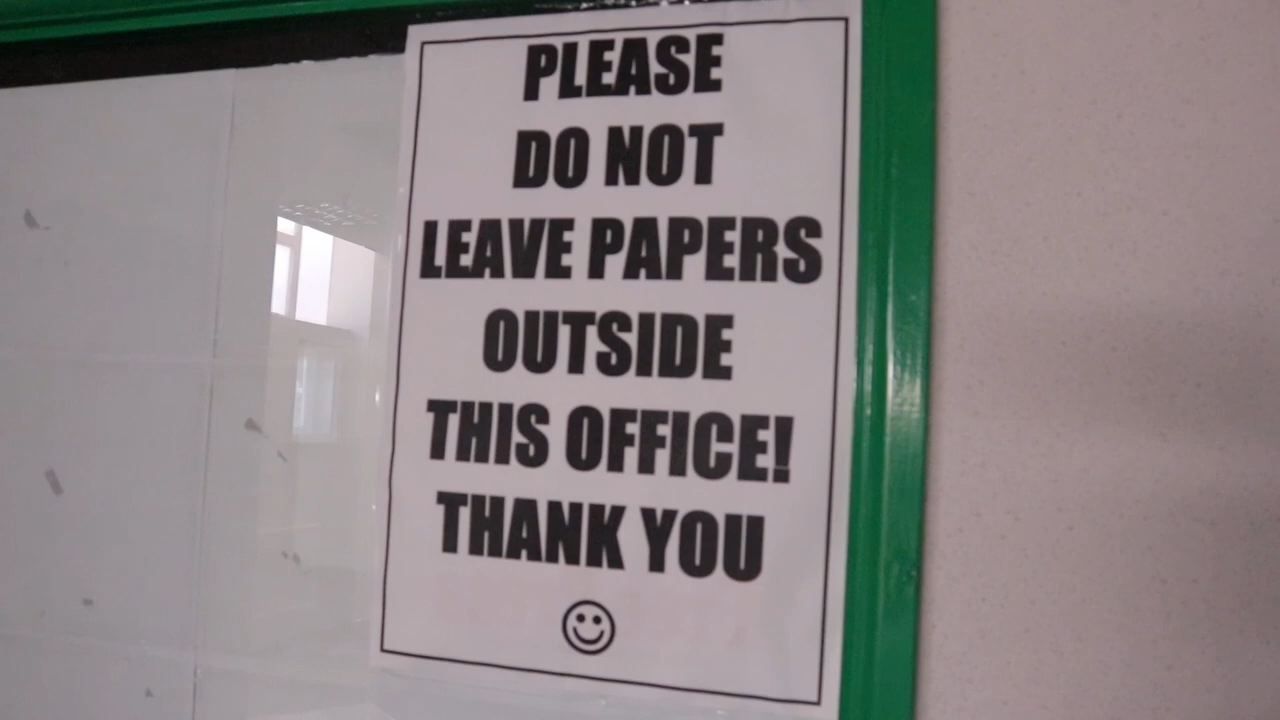 PLEASE
DO NOT
LEAVE PAPERS
OUTSIDE
THIS OFFICE!
THANK YOU